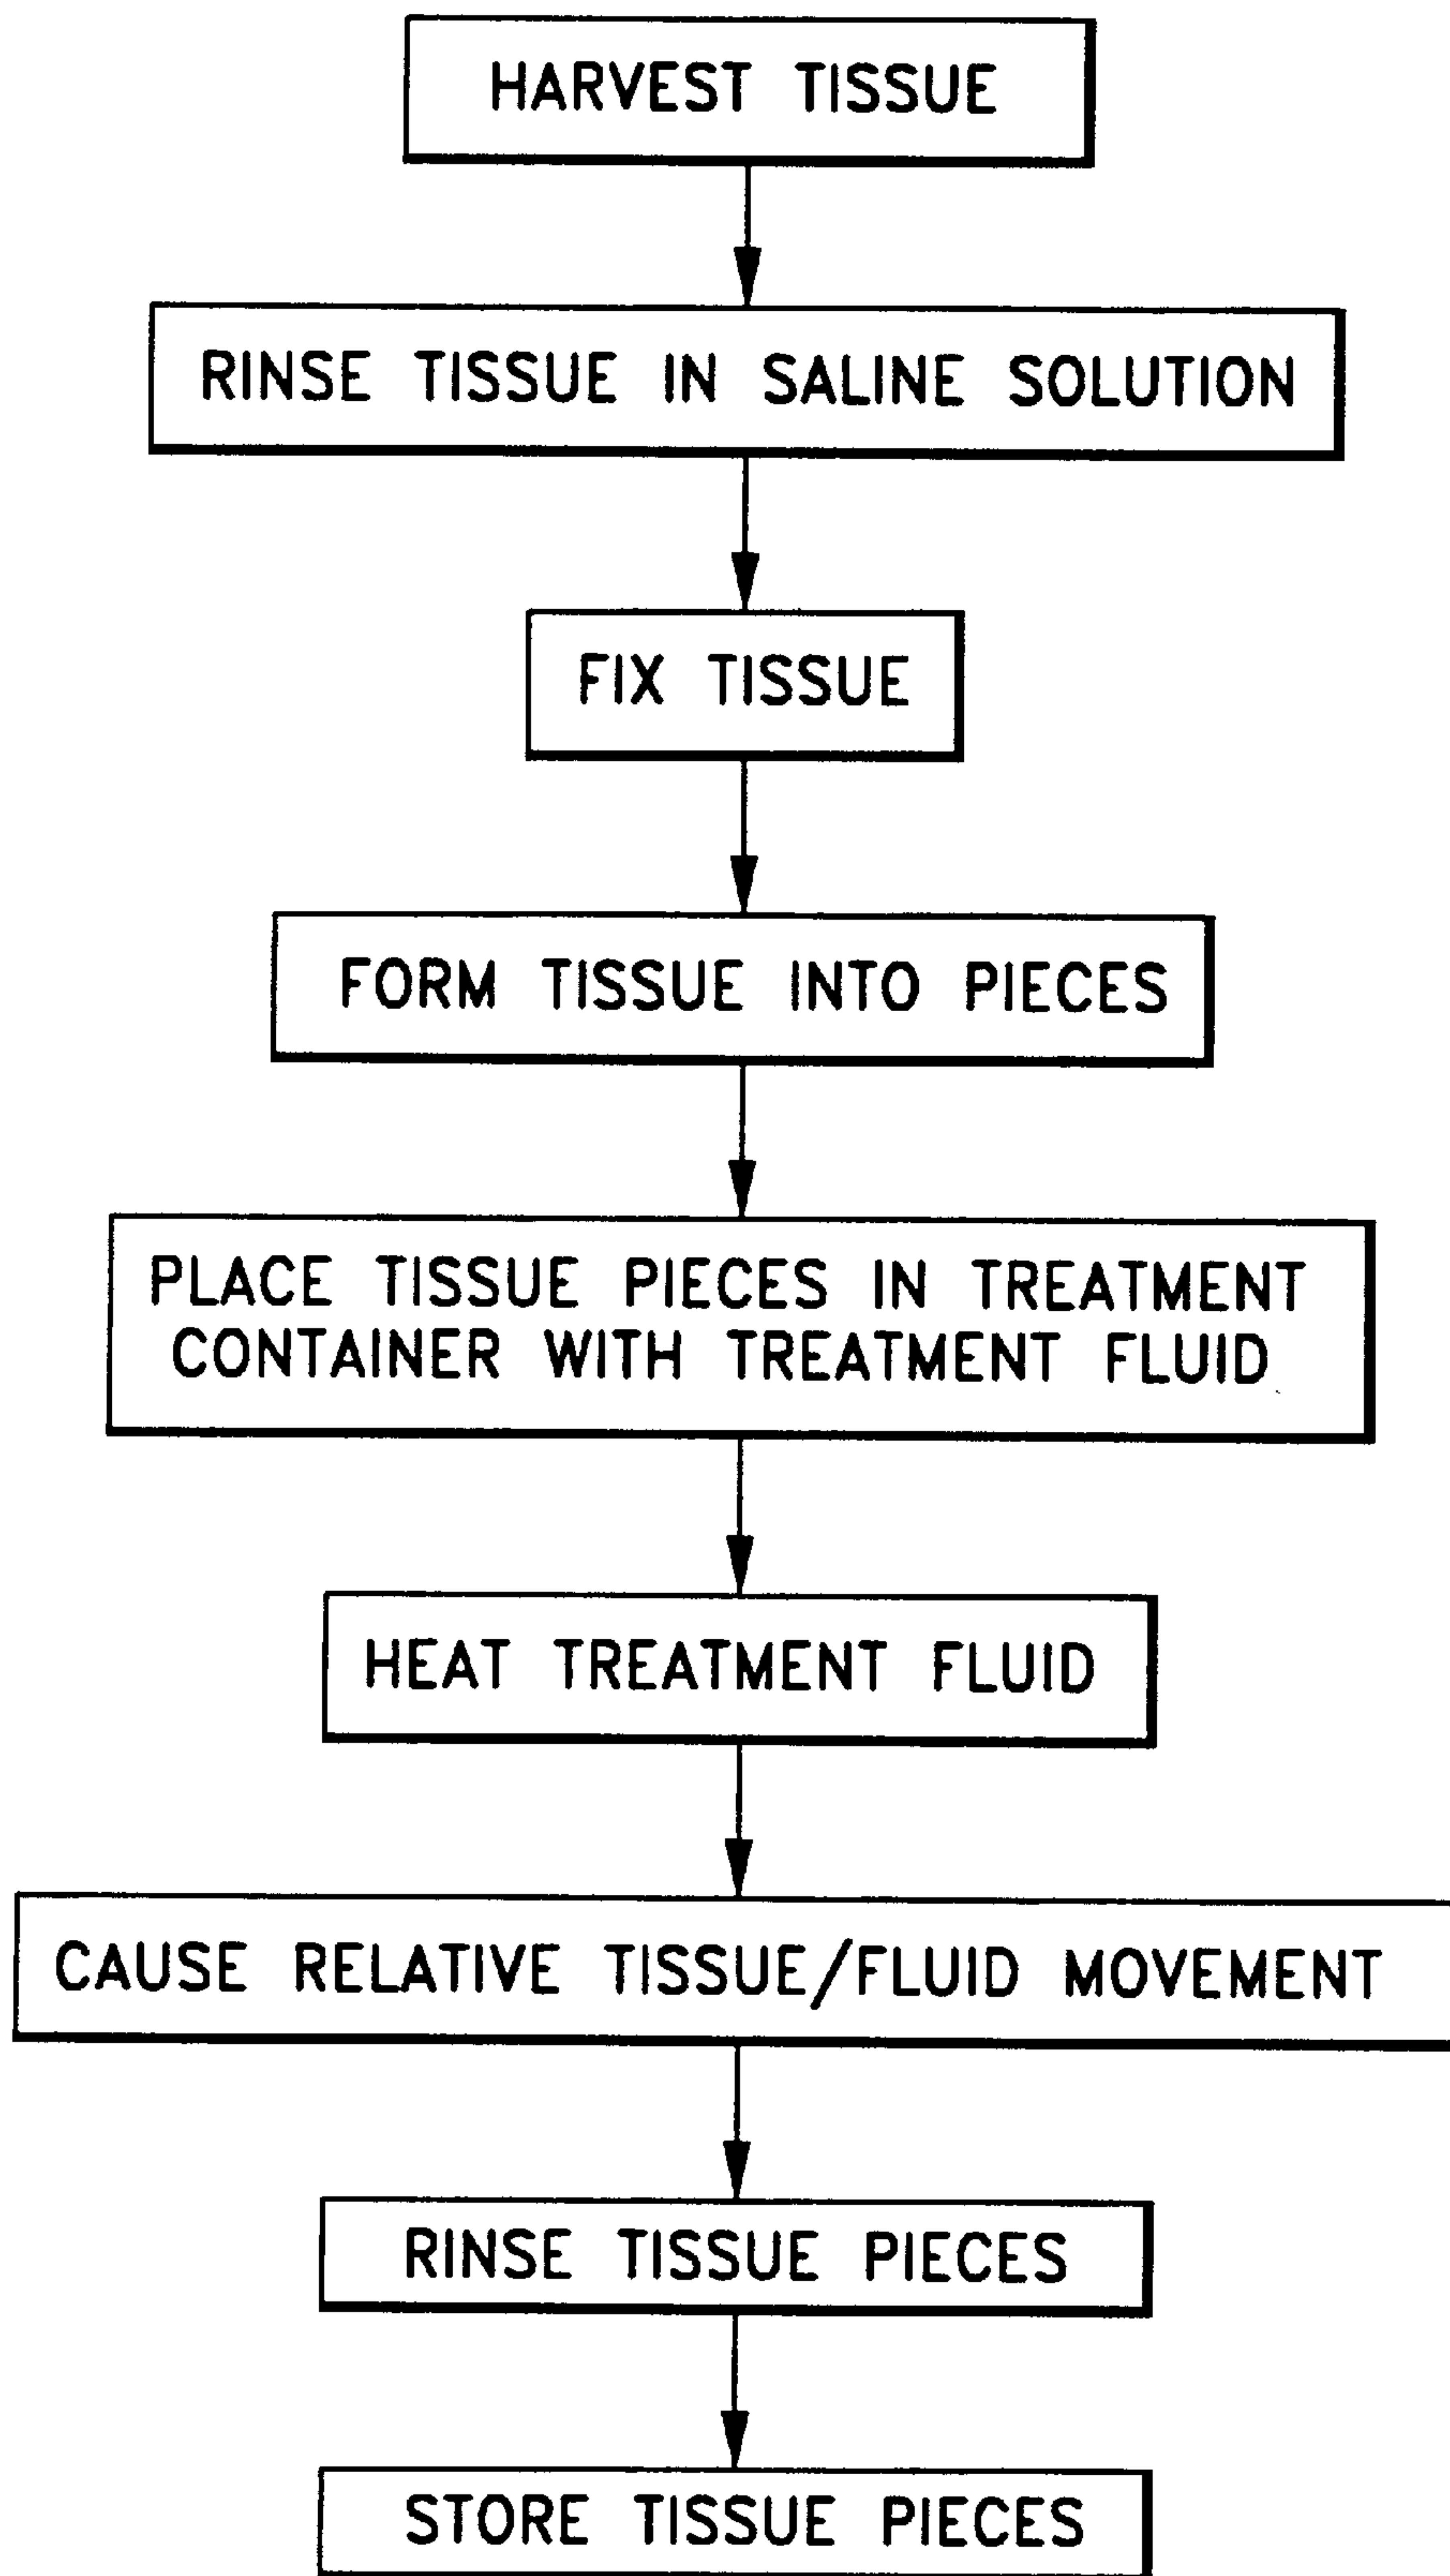 HARVEST TISSUE
RINSE TISSUE IN SALINE SOLUTION
FIX TISSUE
FORM TISSUE INTO PIECES
PLACE TISSUE PIECES IN TREATMENT
CONTAINER WITH TREATMENT FLUID
HEAT TREATMENT FLUID
CAUSE RELATIVE TISSUE/FLUID MOVEMENT
RINSE TISSUE PIECES
STORE TISSUE PIECES